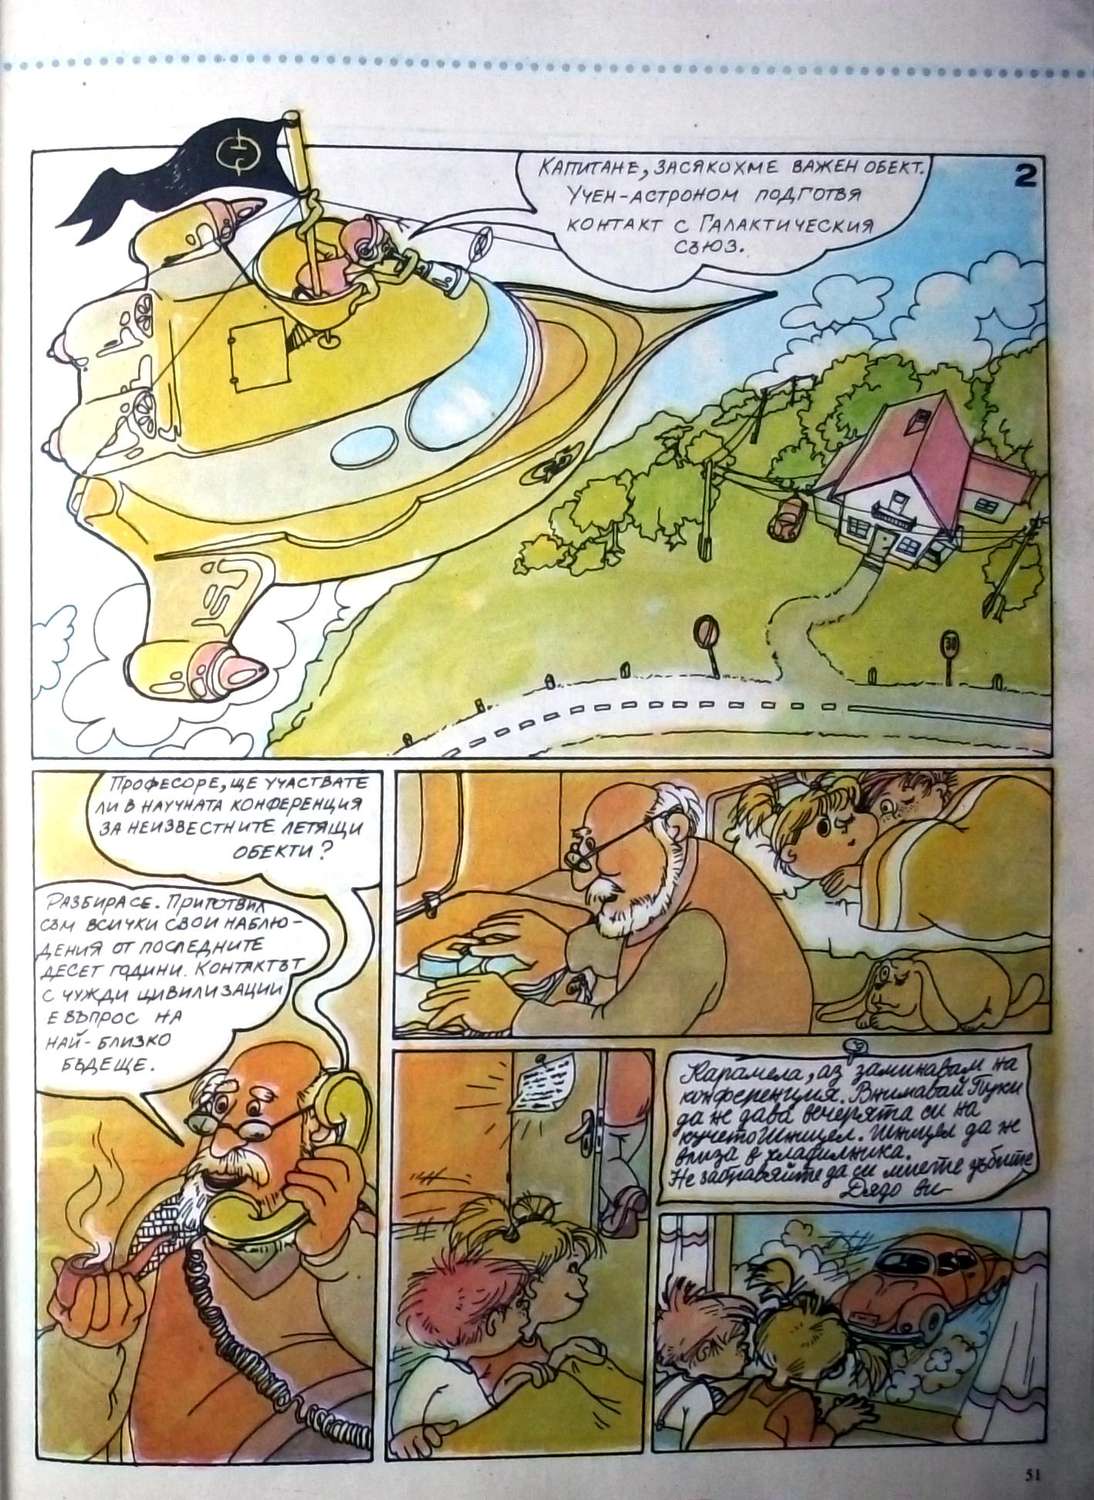 КАПИТАНЕ, ЗАСЯКОХМЕ ВАЖЕН ОБЕКТ.
УЧЕН-АСТРОНОМ ПОДГОТВЯ
КОНТАКТ С ГАЛАКТИЧЕСКИЯ
СЪЮЗ.
2
30
ПРОФЕСОРЕ, ЩЕ УЧАСТВАТЕ
ЛИ В НАУЧНАТА КОНФЕРЕНЦИЯ
ЗА НЕИЗВЕСТНИТЕ ЛЕТЯЩИ
ОБЕКТИ?
РАЗБИРА СЕ. ПРИГОТВИЛ
СЪМ ВСИЧКИ СВОИ НАБЛЮ-
ДЕНИЯ ОТ ПОСЛЕДНИТЕ
ДЕСЕТ ГОДИНИ. КОНТАКТЪТ
С ЧУЖДИ ЦИВИЛИЗАЦИИ
Е ВЪПРОС НА
НАЙ-БЛИЗКО
БЪДЕЩЕ.
Карамела, аз заминавам на
конференция. Внимавай Пуки
да не дава вечерята си на
кучето Шницел. Шницел да не
влиза в хладилника.
Не забравяйте да си миете зъбите
Дядо ви
51